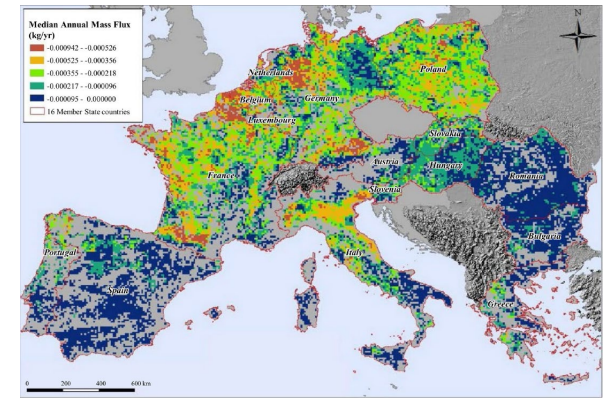 Median Annual Mass Flux
(kg/yr)
-0.000942 - -0.000526
-0.000525 - -0.000356
-0.000355 - -0.000218
-0.000217 - -0.000096
-0.000095 - 0.000000
16 Member State countries
N
Netherlands
Poland
Belgium
Germany
Luxembourg
Slovakia
Austria
Hungary
France
Romania
Slovenia
Bulgaria
Italy
Portugal
Spain
Greece
0 200 400 600 km